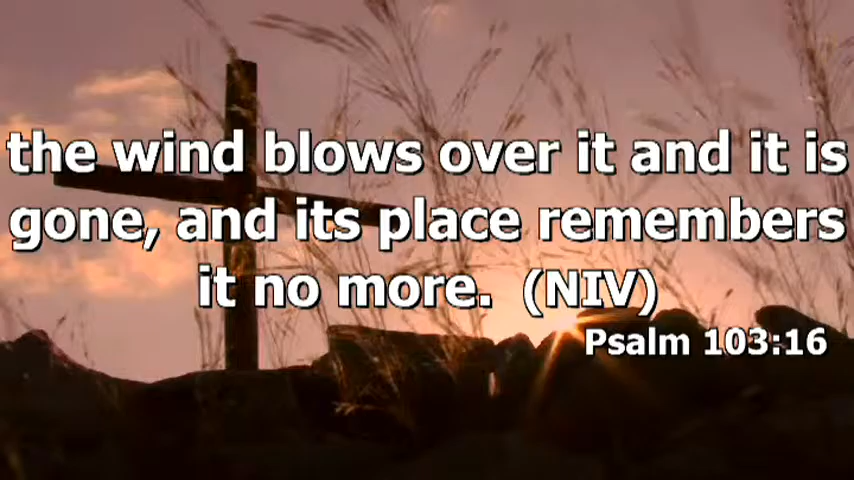 the wind blows over it and it is
gone, and its place remembers
it no more. (NIV)
Psalm 103:16